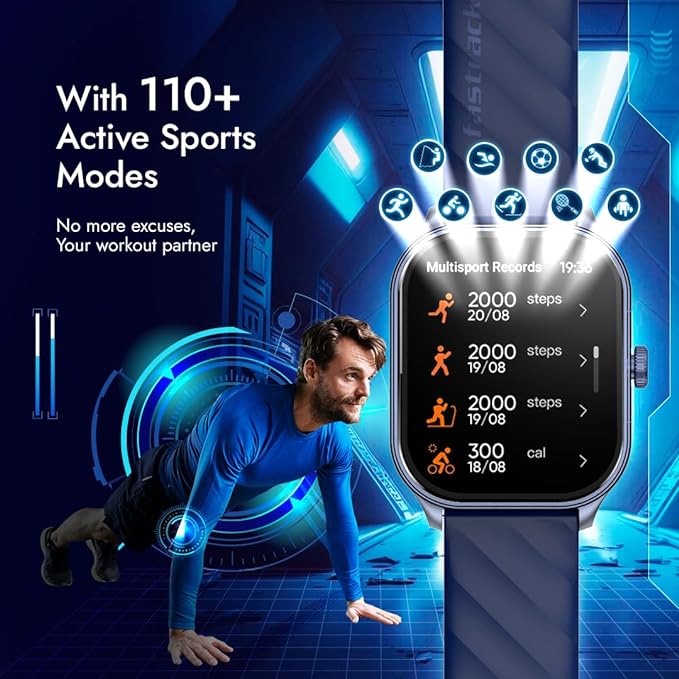 With 110+
Active Sports
Modes
No more excuses,
Your workout partner
fastrack
Multisport Records 19:36
2000 steps
20/08
2000 steps
19/08
2000 steps
19/08
300 cal
18/08